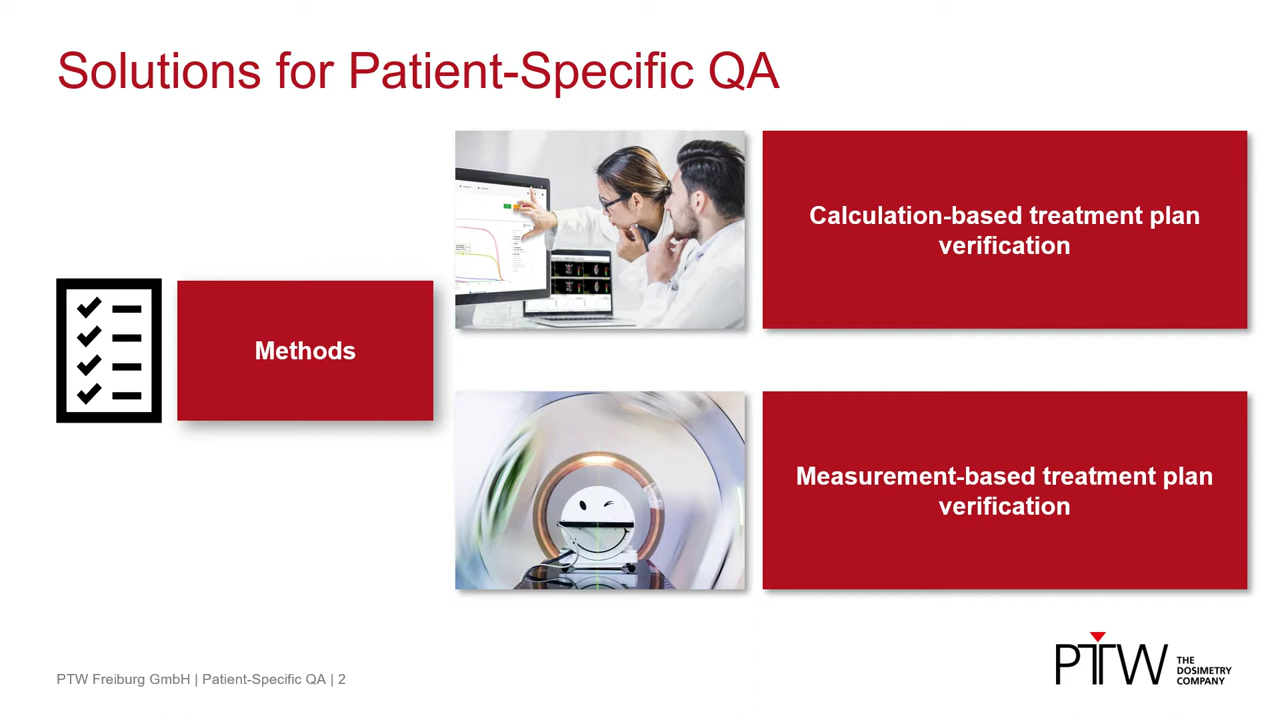 Solutions for Patient-Specific QA
Methods
Calculation-based treatment plan
verification
Measurement-based treatment plan
verification
PTW Freiburg GmbH | Patient-Specific QA | 2
PTW
THE
DOSIMETRY
COMPANY